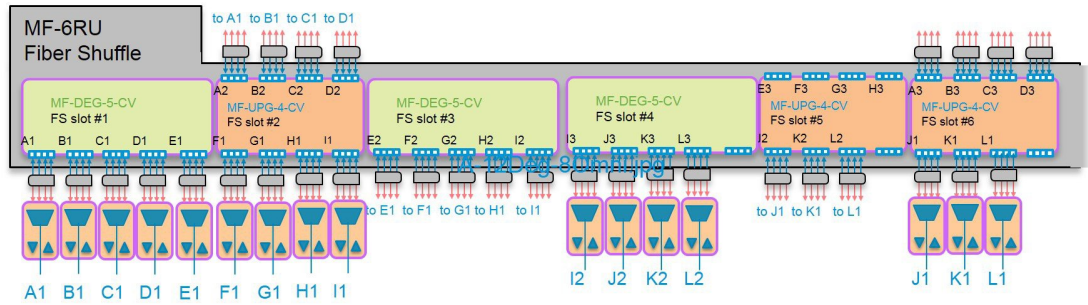 MF-6RU
Fiber Shuffle
to A1 to B1 to C1 to D1
A2 B2 C2 D2
E3 F3 G3 H3
A3 B3 C3 D3
MF-DEG-5-CV
FS slot #1
MF-UPG-4-CV
FS slot #2
MF-DEG-5-CV
FS slot #3
MF-DEG-5-CV
FS slot #4
MF-UPG-4-CV
FS slot #5
MF-UPG-4-CV
FS slot #6
A1 B1 C1 D1 E1 F1 G1 H1 I1
E2 F2 G2 H2 I2
I3 J3 K3 L3
J2 K2 L2
J1 K1 L1
to E1 to F1 to G1 to H1 to I1
to J1 to K1 to L1
A1 B1 C1 D1 E1 F1 G1 H1 I1
I2 J2 K2 L2
J1 K1 L1